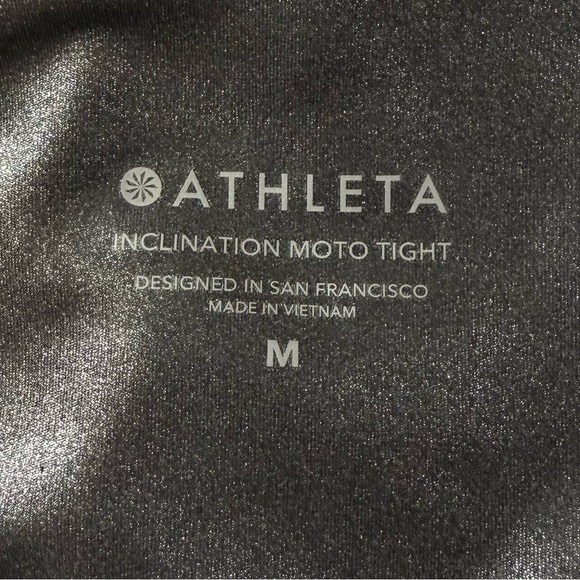 ATHLETA
INCLINATION MOTO TIGHT
DESIGNED IN SAN FRANCISCO
MADE IN VIETNAM
M